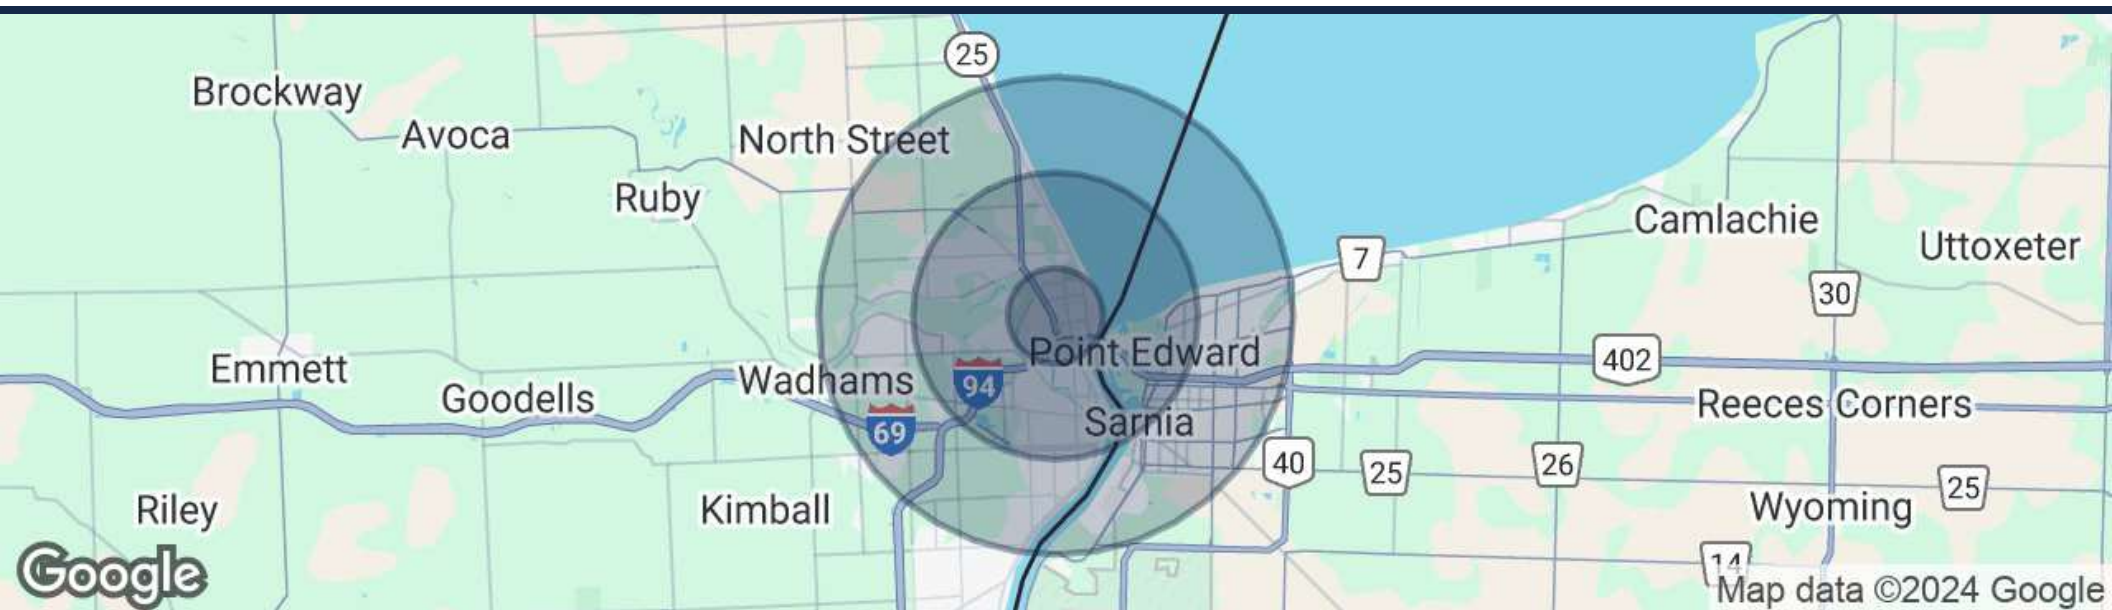 25
Brockway
Avoca
North Street
Ruby
Camlachie
Uttoxeter
7
30
Point Edward
402
Emmett
Wadhams
94
Goodells
Reeces Corners
Sarnia
69
40
25
26
25
Riley
Kimball
Wyoming
14
Google
Map data ©2024 Google